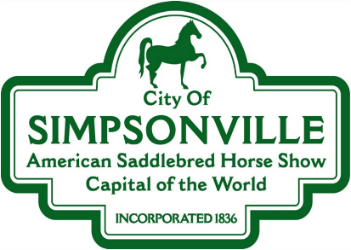 City Of
SIMPSONVILLE
American Saddlebred Horse Show
Capital of the World
INCORPORATED 1836